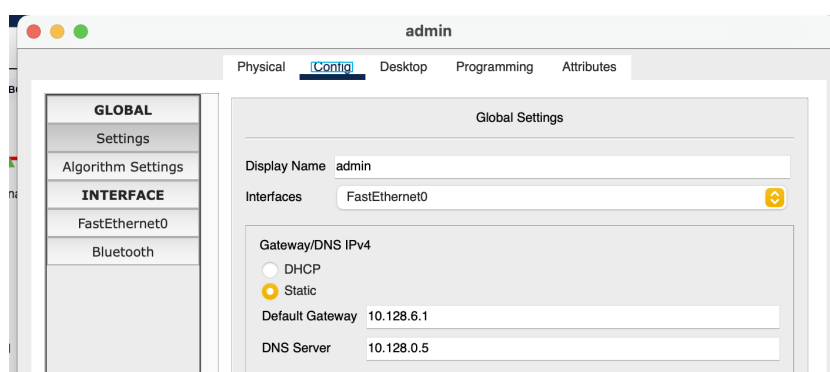 admin
Physical Config Desktop Programming Attributes
GLOBAL
Settings
Algorithm Settings
INTERFACE
FastEthernet0
Bluetooth
Global Settings
Display Name admin
Interfaces FastEthernet0
Gateway/DNS IPv4
DHCP
Static
Default Gateway 10.128.6.1
DNS Server 10.128.0.5